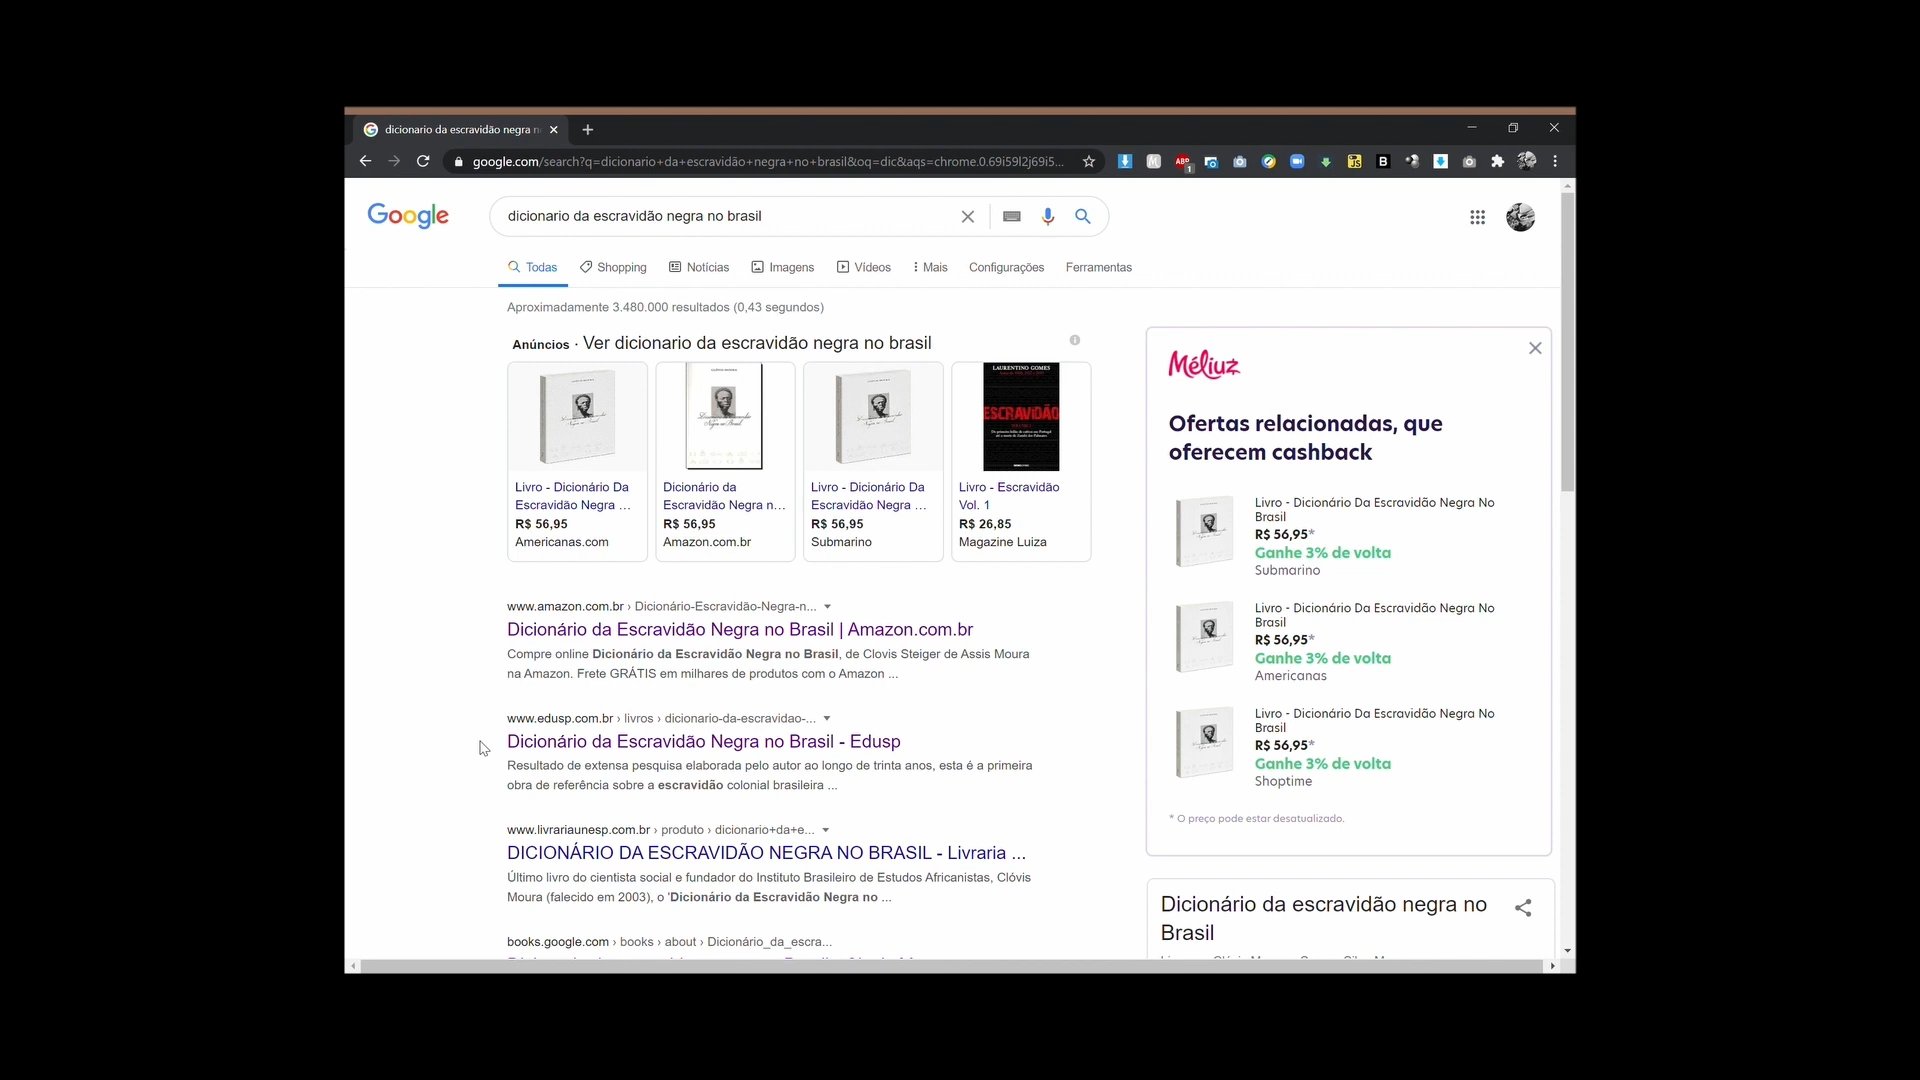 dicionario da escravidão negra n
google.com/search?q=dicionario+da+escravidão+negra+no+brasil&oq=dic&aqs=chrome.0.69i59l2j69i5...
ABP
1
JS
B
Google
dicionario da escravidão negra no brasil
Todas
Shopping
Notícias
Imagens
Vídeos
Mais
Configurações
Ferramentas
Aproximadamente 3.480.000 resultados (0,43 segundos)
Anúncios · Ver dicionario da escravidão negra no brasil
LAURENTINO GOMES
ESCRAVIDÃO
Livro - Dicionário Da
Escravidão Negra ...
R$ 56,95
Americanas.com
Dicionário da
Escravidão Negra n...
R$ 56,95
Amazon.com.br
Livro - Dicionário Da
Escravidão Negra ...
R$ 56,95
Submarino
Livro - Escravidão
Vol. 1
R$ 26,85
Magazine Luiza
www.amazon.com.br › Dicionário-Escravidão-Negra-n...
Dicionário da Escravidão Negra no Brasil | Amazon.com.br
Compre online Dicionário da Escravidão Negra no Brasil, de Clovis Steiger de Assis Moura
na Amazon. Frete GRÁTIS em milhares de produtos com o Amazon ...
www.edusp.com.br › livros › dicionario-da-escravidao-...
Dicionário da Escravidão Negra no Brasil - Edusp
Resultado de extensa pesquisa elaborada pelo autor ao longo de trinta anos, esta é a primeira
obra de referência sobre a escravidão colonial brasileira ...
www.livrariaunesp.com.br › produto › dicionario+da+e...
DICIONÁRIO DA ESCRAVIDÃO NEGRA NO BRASIL - Livraria ...
Último livro do cientista social e fundador do Instituto Brasileiro de Estudos Africanistas, Clóvis
Moura (falecido em 2003), o 'Dicionário da Escravidão Negra no ...
books.google.com › books › about › Dicionário_da_escra...
Méliuz
Ofertas relacionadas, que
oferecem cashback
Livro - Dicionário Da Escravidão Negra No
Brasil
R$ 56,95*
Ganhe 3% de volta
Submarino
Livro - Dicionário Da Escravidão Negra No
Brasil
R$ 56,95*
Ganhe 3% de volta
Americanas
Livro - Dicionário Da Escravidão Negra No
Brasil
R$ 56,95*
Ganhe 3% de volta
Shoptime
* O preço pode estar desatualizado.
Dicionário da escravidão negra no
Brasil